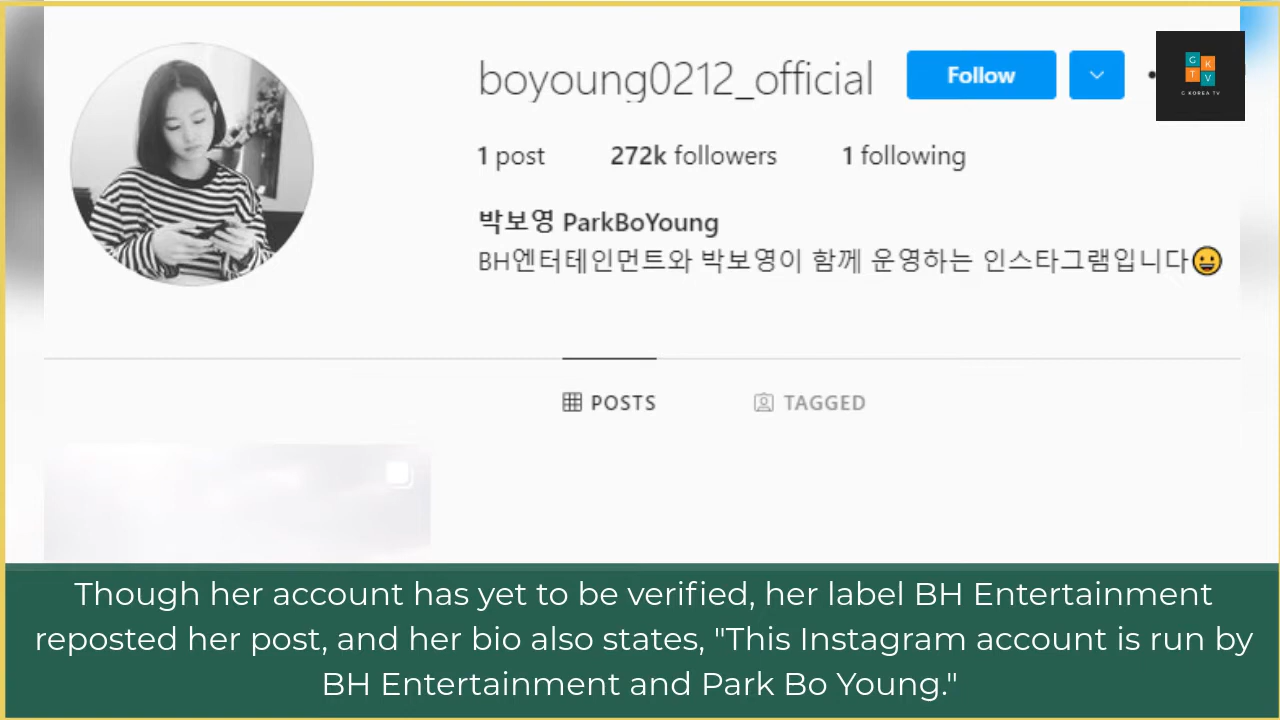 boyoung0212_official Follow
G K
T V
G KOREA TV
1 post 272k followers 1 following
박보영 ParkBoYoung
BH엔터테인먼트와 박보영이 함께 운영하는 인스타그램입니다😀
POSTS TAGGED
Though her account has yet to be verified, her label BH Entertainment
reposted her post, and her bio also states, "This Instagram account is run by
BH Entertainment and Park Bo Young."